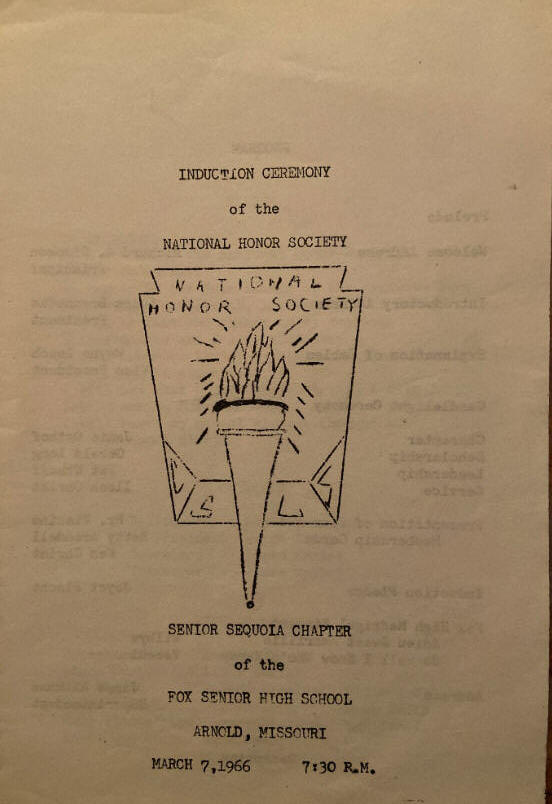 INDUCTION CEREMONY
of the
NATIONAL HONOR SOCIETY
NATIONAL
HONOR SOCIETY
C S L S
SENIOR SEQUOIA CHAPTER
of the
FOX SENIOR HIGH SCHOOL
ARNOLD, MISSOURI
MARCH 7,1966 7:30 P.M.